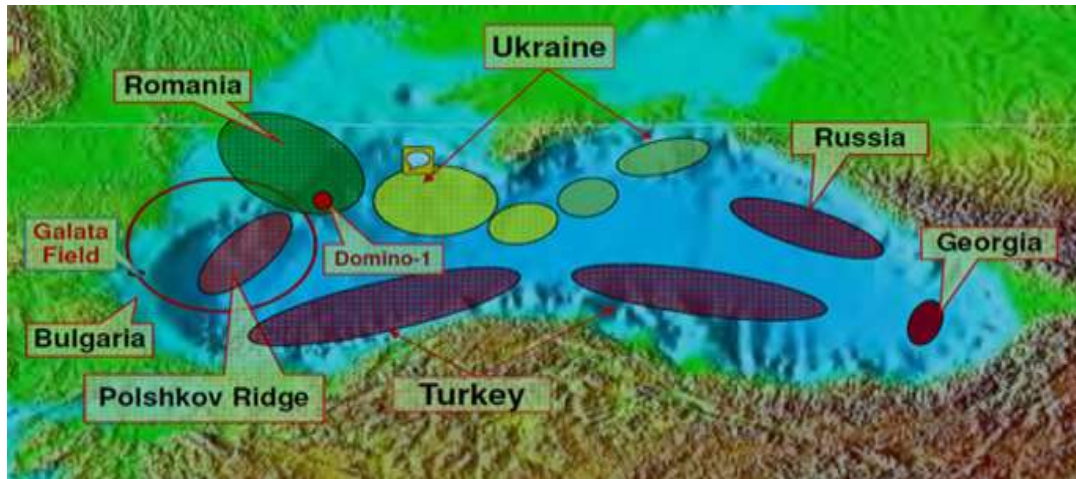 Ukraine
Romania
Russia
Galata
Field
Domino-1
Georgia
Bulgaria
Polshkov Ridge
Turkey